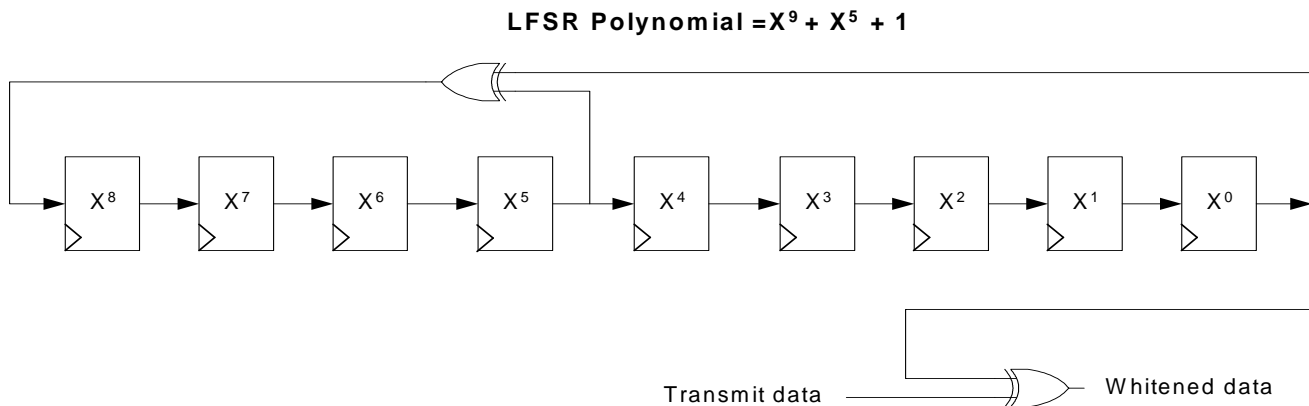 LFSR Polynomial =X⁹ + X⁵ + 1
X⁸ X⁷ X⁶ X⁵ X⁴ X³ X² X¹ X⁰
Transmit data
Whitened data